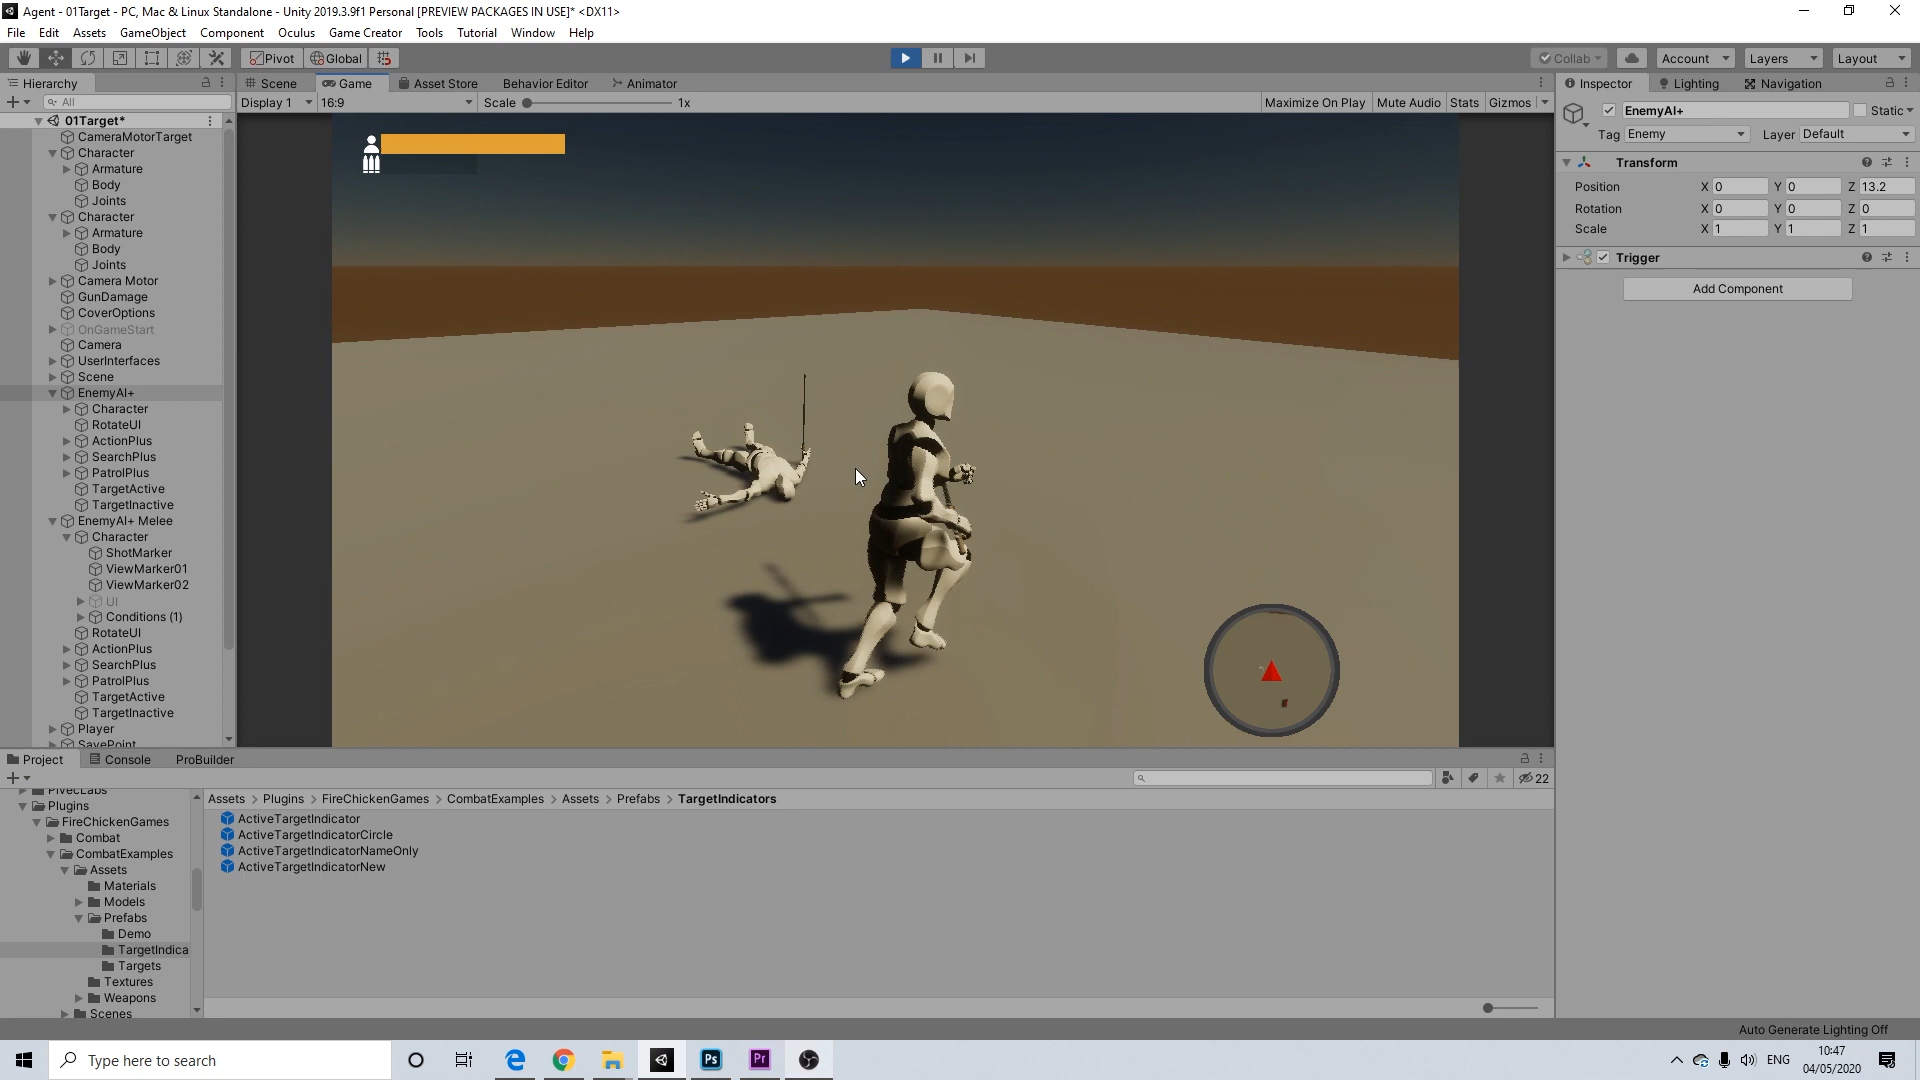 Agent - 01Target - PC, Mac & Linux Standalone - Unity 2019.3.9f1 Personal [PREVIEW PACKAGES IN USE]* <DX11>
File Edit Assets GameObject Component Oculus Game Creator Tools Tutorial Window Help
Pivot Global Collab Account Layers Layout
Hierarchy Scene Game Asset Store Behavior Editor Animator Inspector Lighting Navigation
All Display 1 16:9 Scale 1x Maximize On Play Mute Audio Stats Gizmos
EnemyAI+ Static
Tag Enemy Layer Default
Transform
Position X 0 Y 0 Z 13.2
Rotation X 0 Y 0 Z 0
Scale X 1 Y 1 Z 1
Trigger
Add Component
01Target*
CameraMotorTarget
Character
Armature
Body
Joints
Character
Armature
Body
Joints
Camera Motor
GunDamage
CoverOptions
OnGameStart
Camera
UserInterfaces
Scene
EnemyAI+
Character
RotateUI
ActionPlus
SearchPlus
PatrolPlus
TargetActive
TargetInactive
EnemyAI+ Melee
Character
ShotMarker
ViewMarker01
ViewMarker02
UI
Conditions (1)
RotateUI
ActionPlus
SearchPlus
PatrolPlus
TargetActive
TargetInactive
Player
SavePoint
Project Console ProBuilder
22
PivecLabs
Plugins
FireChickenGames
Combat
CombatExamples
Assets
Materials
Models
Prefabs
Demo
TargetIndica
Targets
Textures
Weapons
Scenes
Assets > Plugins > FireChickenGames > CombatExamples > Assets > Prefabs > TargetIndicators
ActiveTargetIndicator
ActiveTargetIndicatorCircle
ActiveTargetIndicatorNameOnly
ActiveTargetIndicatorNew
Auto Generate Lighting Off
Type here to search
Ps
Pr
ENG
10:47
04/05/2020